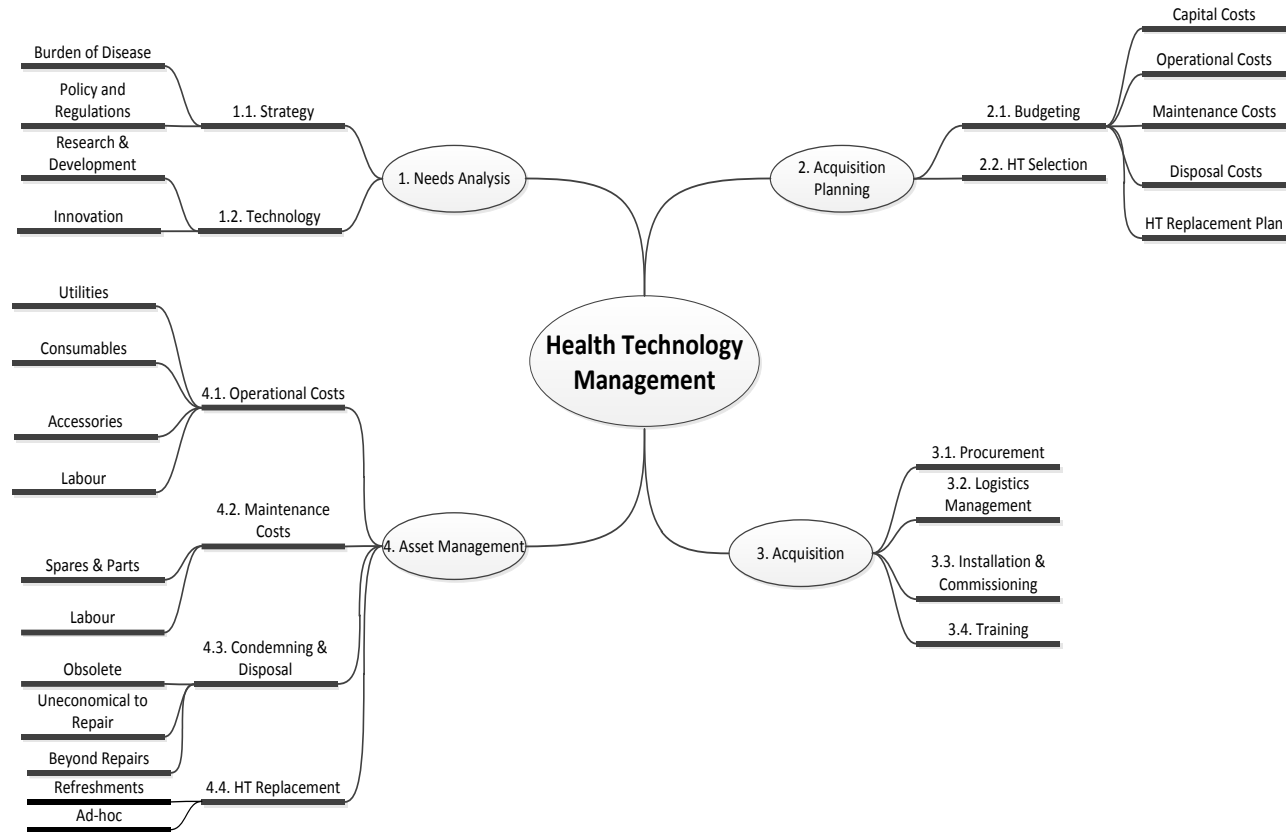 Health Technology
Management
1. Needs Analysis
1.1. Strategy
Burden of Disease
Policy and
Regulations
1.2. Technology
Research &
Development
Innovation
2. Acquisition
Planning
2.1. Budgeting
Capital Costs
Operational Costs
Maintenance Costs
Disposal Costs
HT Replacement Plan
2.2. HT Selection
3. Acquisition
3.1. Procurement
3.2. Logistics
Management
3.3. Installation &
Commissioning
3.4. Training
4. Asset Management
4.1. Operational Costs
Utilities
Consumables
Accessories
Labour
4.2. Maintenance
Costs
Spares & Parts
Labour
4.3. Condemning &
Disposal
Obsolete
Uneconomical to
Repair
Beyond Repairs
4.4. HT Replacement
Refreshments
Ad-hoc